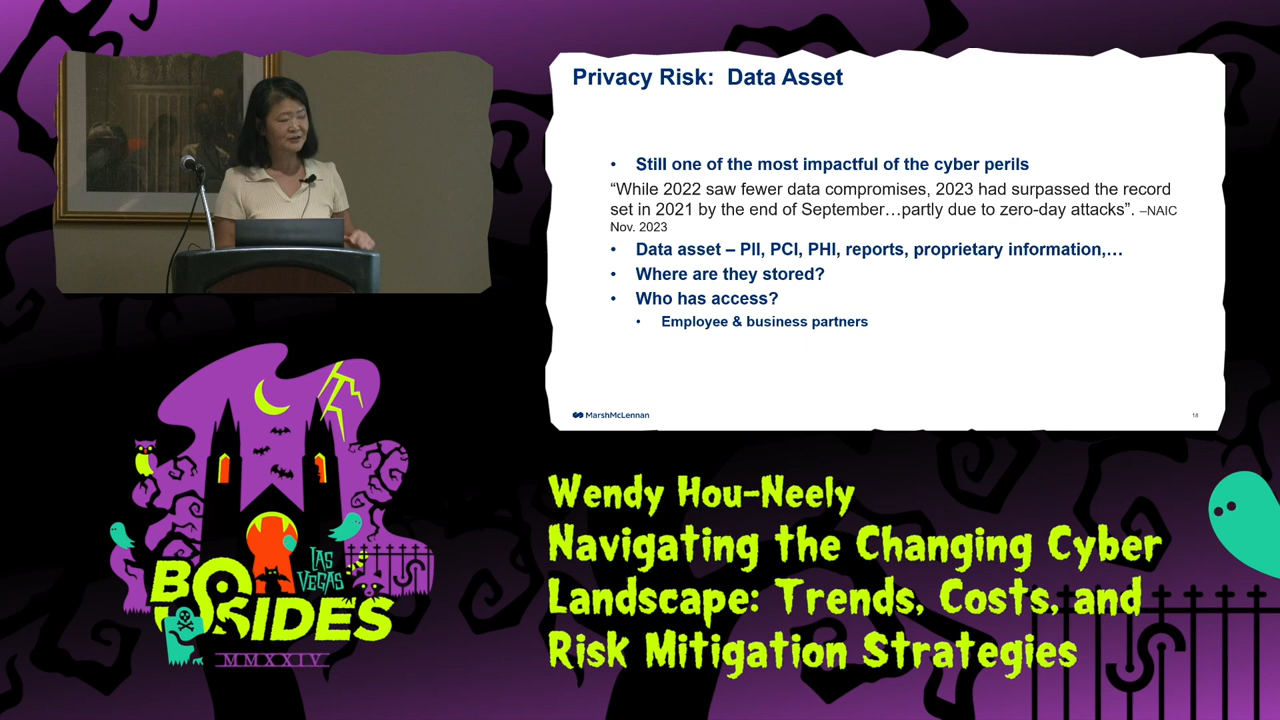 Privacy Risk: Data Asset
• Still one of the most impactful of the cyber perils
“While 2022 saw fewer data compromises, 2023 had surpassed the record
set in 2021 by the end of September…partly due to zero-day attacks”. –NAIC
Nov. 2023
• Data asset – PII, PCI, PHI, reports, proprietary information,…
• Where are they stored?
• Who has access?
• Employee & business partners
MarshMcLennan
18
LAS
VEGAS
BSIDES
MMXXIV
Wendy Hou-Neely
Navigating the Changing Cyber
Landscape: Trends, Costs, and
Risk Mitigation Strategies